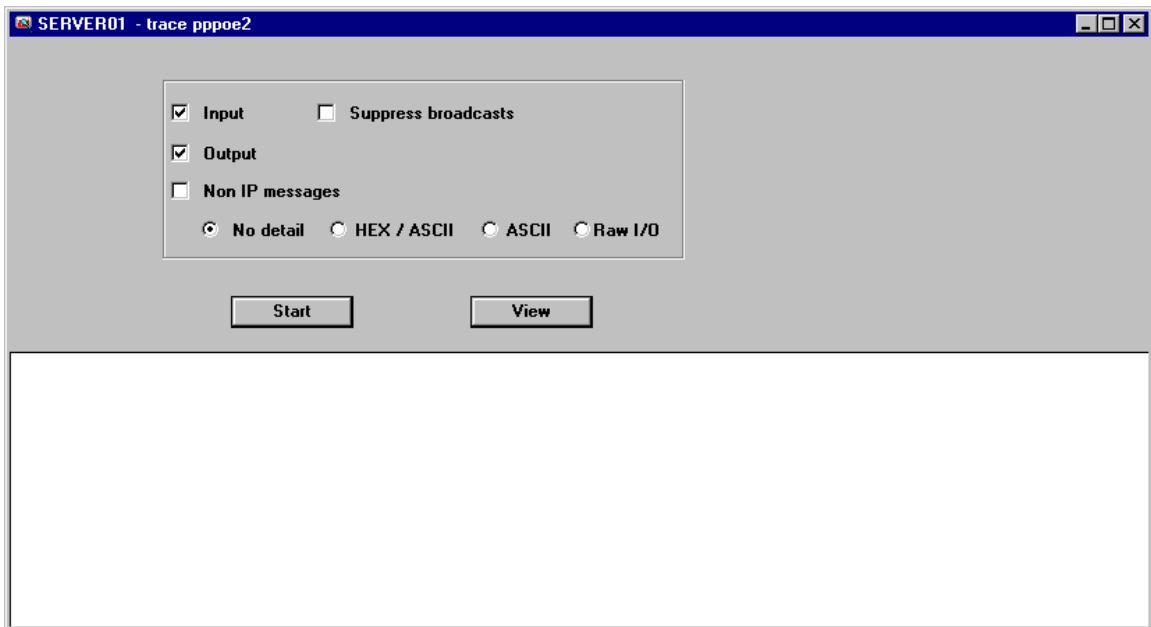 SERVER01 - trace pppoe2
Input Suppress broadcasts
Output
Non IP messages
No detail HEX / ASCII ASCII Raw I/O
Start View